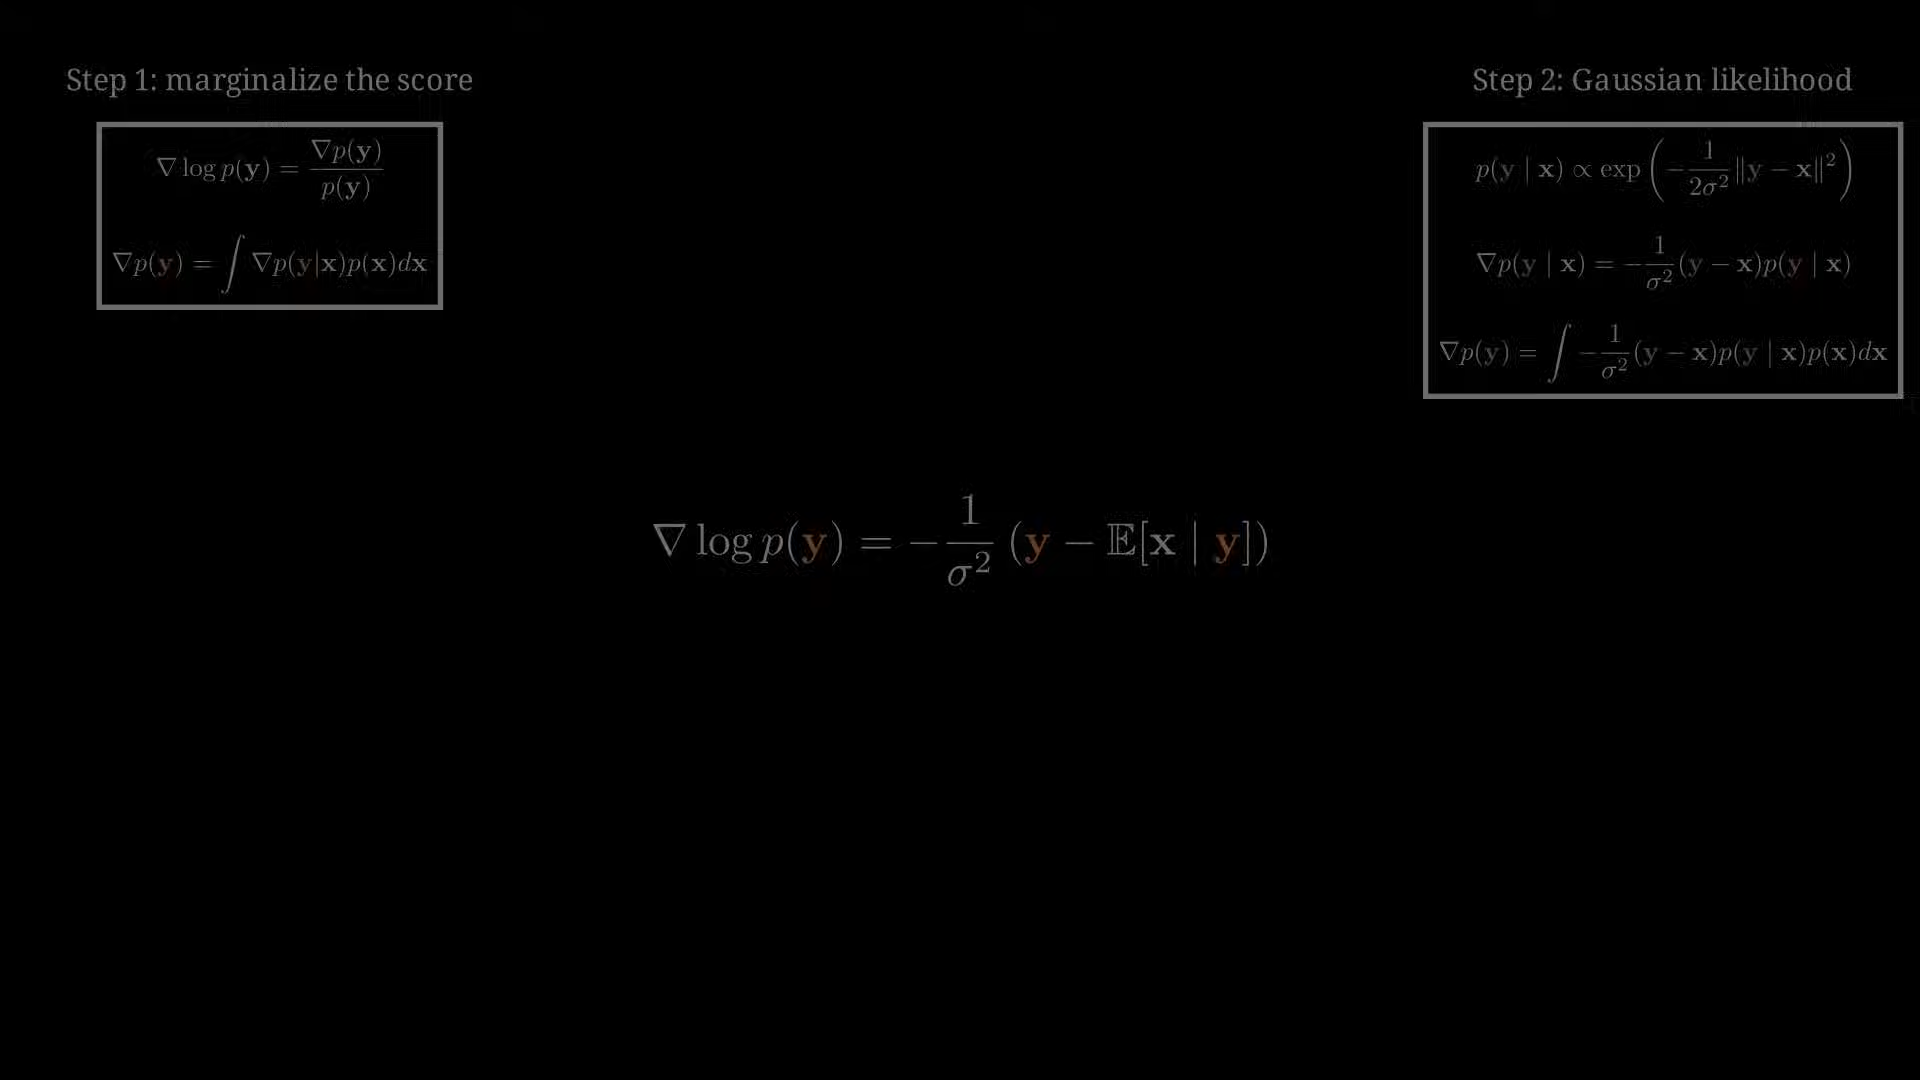 Step 1: marginalize the score
∇ log p(y) = ∇p(y) / p(y)
∇p(y) = ∫ ∇p(y|x)p(x)dx
Step 2: Gaussian likelihood
p(y | x) ∝ exp(−1/(2σ²) ‖y − x‖²)
∇p(y | x) = −1/σ² (y − x)p(y | x)
∇p(y) = ∫ −1/σ² (y − x)p(y | x)p(x)dx
∇ log p(y) = −1/σ² (y − 𝔼[x | y])